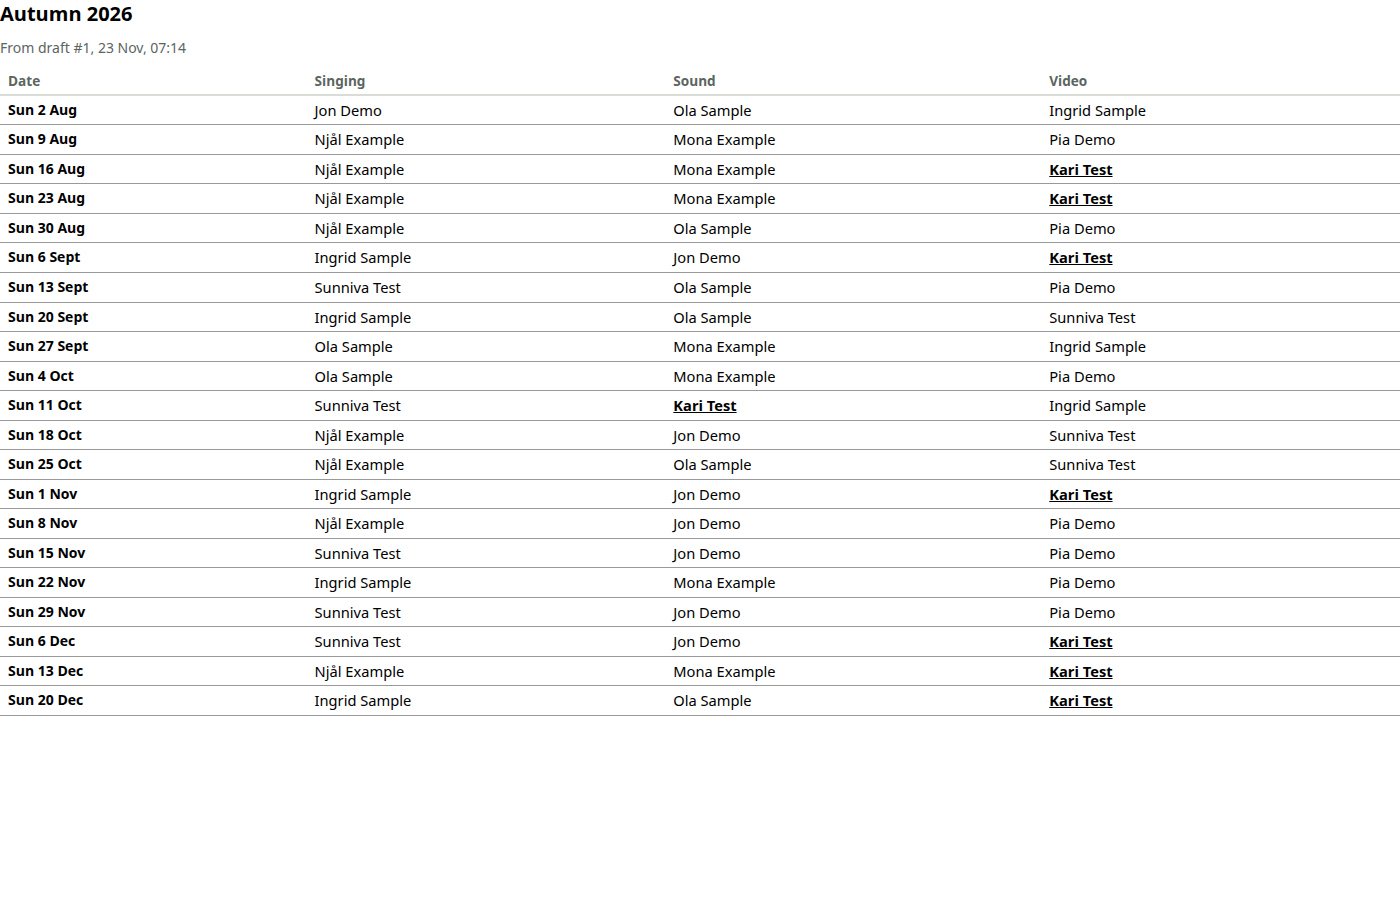 Autumn 2026
From draft #1, 23 Nov, 07:14
Date Singing Sound Video
Sun 2 Aug Jon Demo Ola Sample Ingrid Sample
Sun 9 Aug Njål Example Mona Example Pia Demo
Sun 16 Aug Njål Example Mona Example Kari Test
Sun 23 Aug Njål Example Mona Example Kari Test
Sun 30 Aug Njål Example Ola Sample Pia Demo
Sun 6 Sept Ingrid Sample Jon Demo Kari Test
Sun 13 Sept Sunniva Test Ola Sample Pia Demo
Sun 20 Sept Ingrid Sample Ola Sample Sunniva Test
Sun 27 Sept Ola Sample Mona Example Ingrid Sample
Sun 4 Oct Ola Sample Mona Example Pia Demo
Sun 11 Oct Sunniva Test Kari Test Ingrid Sample
Sun 18 Oct Njål Example Jon Demo Sunniva Test
Sun 25 Oct Njål Example Ola Sample Sunniva Test
Sun 1 Nov Ingrid Sample Jon Demo Kari Test
Sun 8 Nov Njål Example Jon Demo Pia Demo
Sun 15 Nov Sunniva Test Jon Demo Pia Demo
Sun 22 Nov Ingrid Sample Mona Example Pia Demo
Sun 29 Nov Sunniva Test Jon Demo Pia Demo
Sun 6 Dec Sunniva Test Jon Demo Kari Test
Sun 13 Dec Njål Example Mona Example Kari Test
Sun 20 Dec Ingrid Sample Ola Sample Kari Test